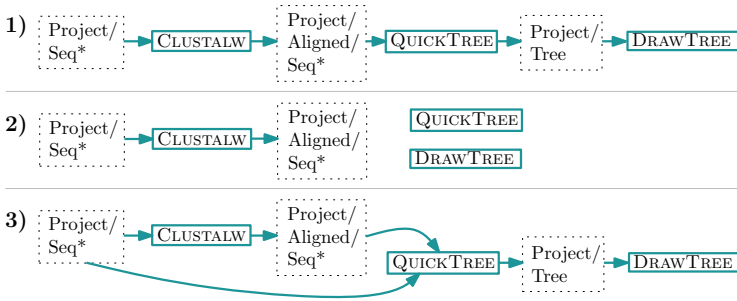 1)
Project/
Seq*
CLUSTALW
Project/
Aligned/
Seq*
QUICKTREE
Project/
Tree
DRAWTREE
2)
Project/
Seq*
CLUSTALW
Project/
Aligned/
Seq*
QUICKTREE
DRAWTREE
3)
Project/
Seq*
CLUSTALW
Project/
Aligned/
Seq*
QUICKTREE
Project/
Tree
DRAWTREE